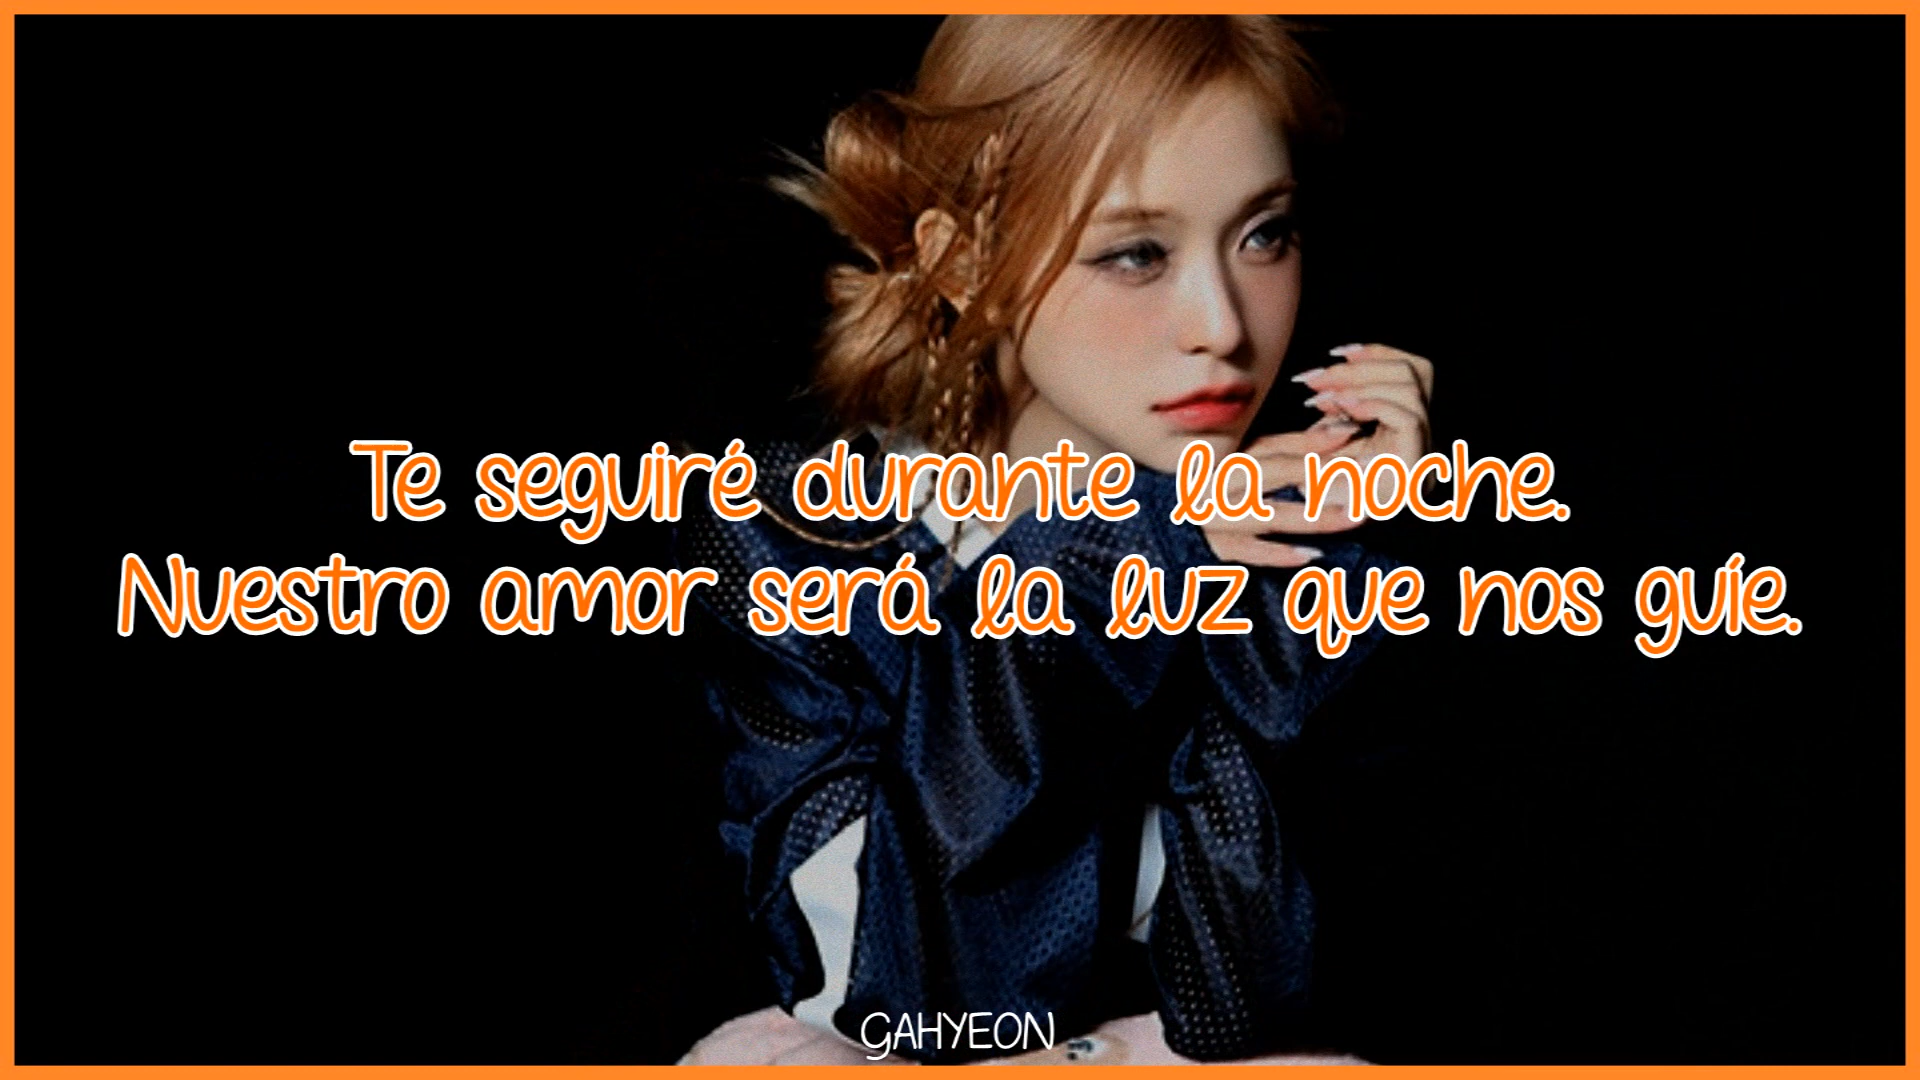 Te seguiré durante la noche.
Nuestro amor será la luz que nos guíe.
GAHYEON